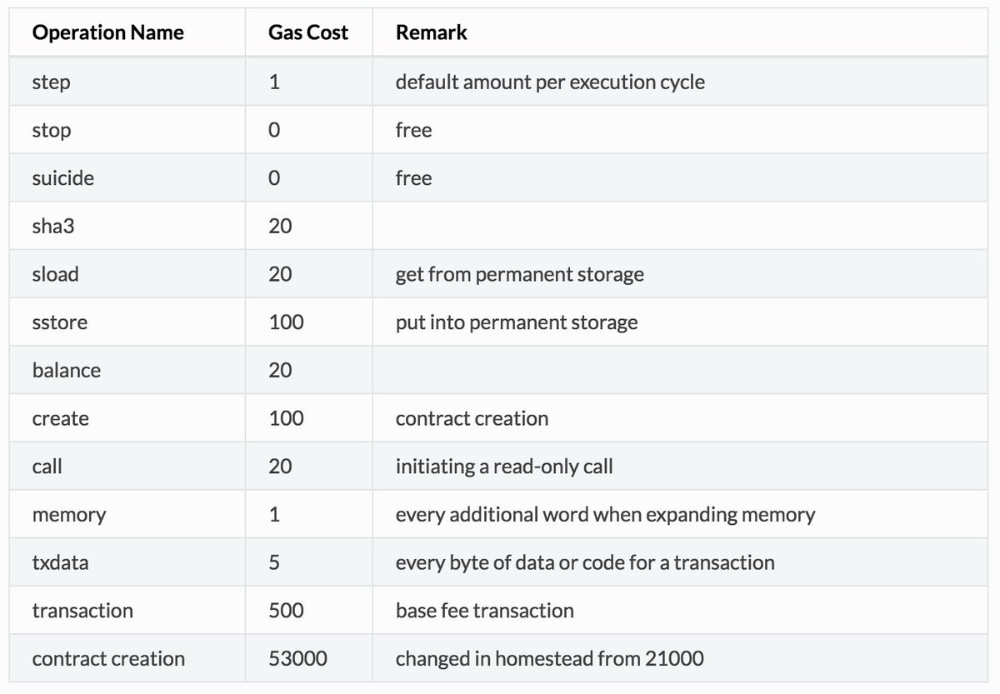 Operation Name Gas Cost Remark
step 1 default amount per execution cycle
stop 0 free
suicide 0 free
sha3 20
sload 20 get from permanent storage
sstore 100 put into permanent storage
balance 20
create 100 contract creation
call 20 initiating a read-only call
memory 1 every additional word when expanding memory
txdata 5 every byte of data or code for a transaction
transaction 500 base fee transaction
contract creation 53000 changed in homestead from 21000